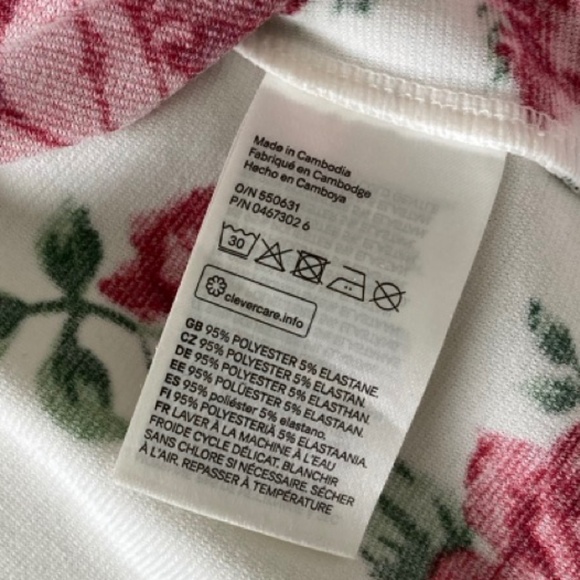 Made in Cambodia
Fabriqué en Cambodge
Hecho en Camboya
O/N 550631
P/N 0467302 6
30
clevercare.info
GB 95% POLYESTER 5% ELASTANE.
CZ 95% POLYESTER 5% ELASTAN.
DE 95% POLYESTER 5% ELASTHAN.
EE 95% POLÜESTER 5% ELASTAAN.
ES 95% poliéster 5% elastano.
FI 95% POLYESTERIÄ 5% ELASTAANIA.
FR LAVER À LA MACHINE À L'EAU
FROIDE CYCLE DÉLICAT. BLANCHIR
SANS CHLORE SI NÉCESSAIRE. SÉCHER
À L'AIR. REPASSER À TEMPÉRATURE